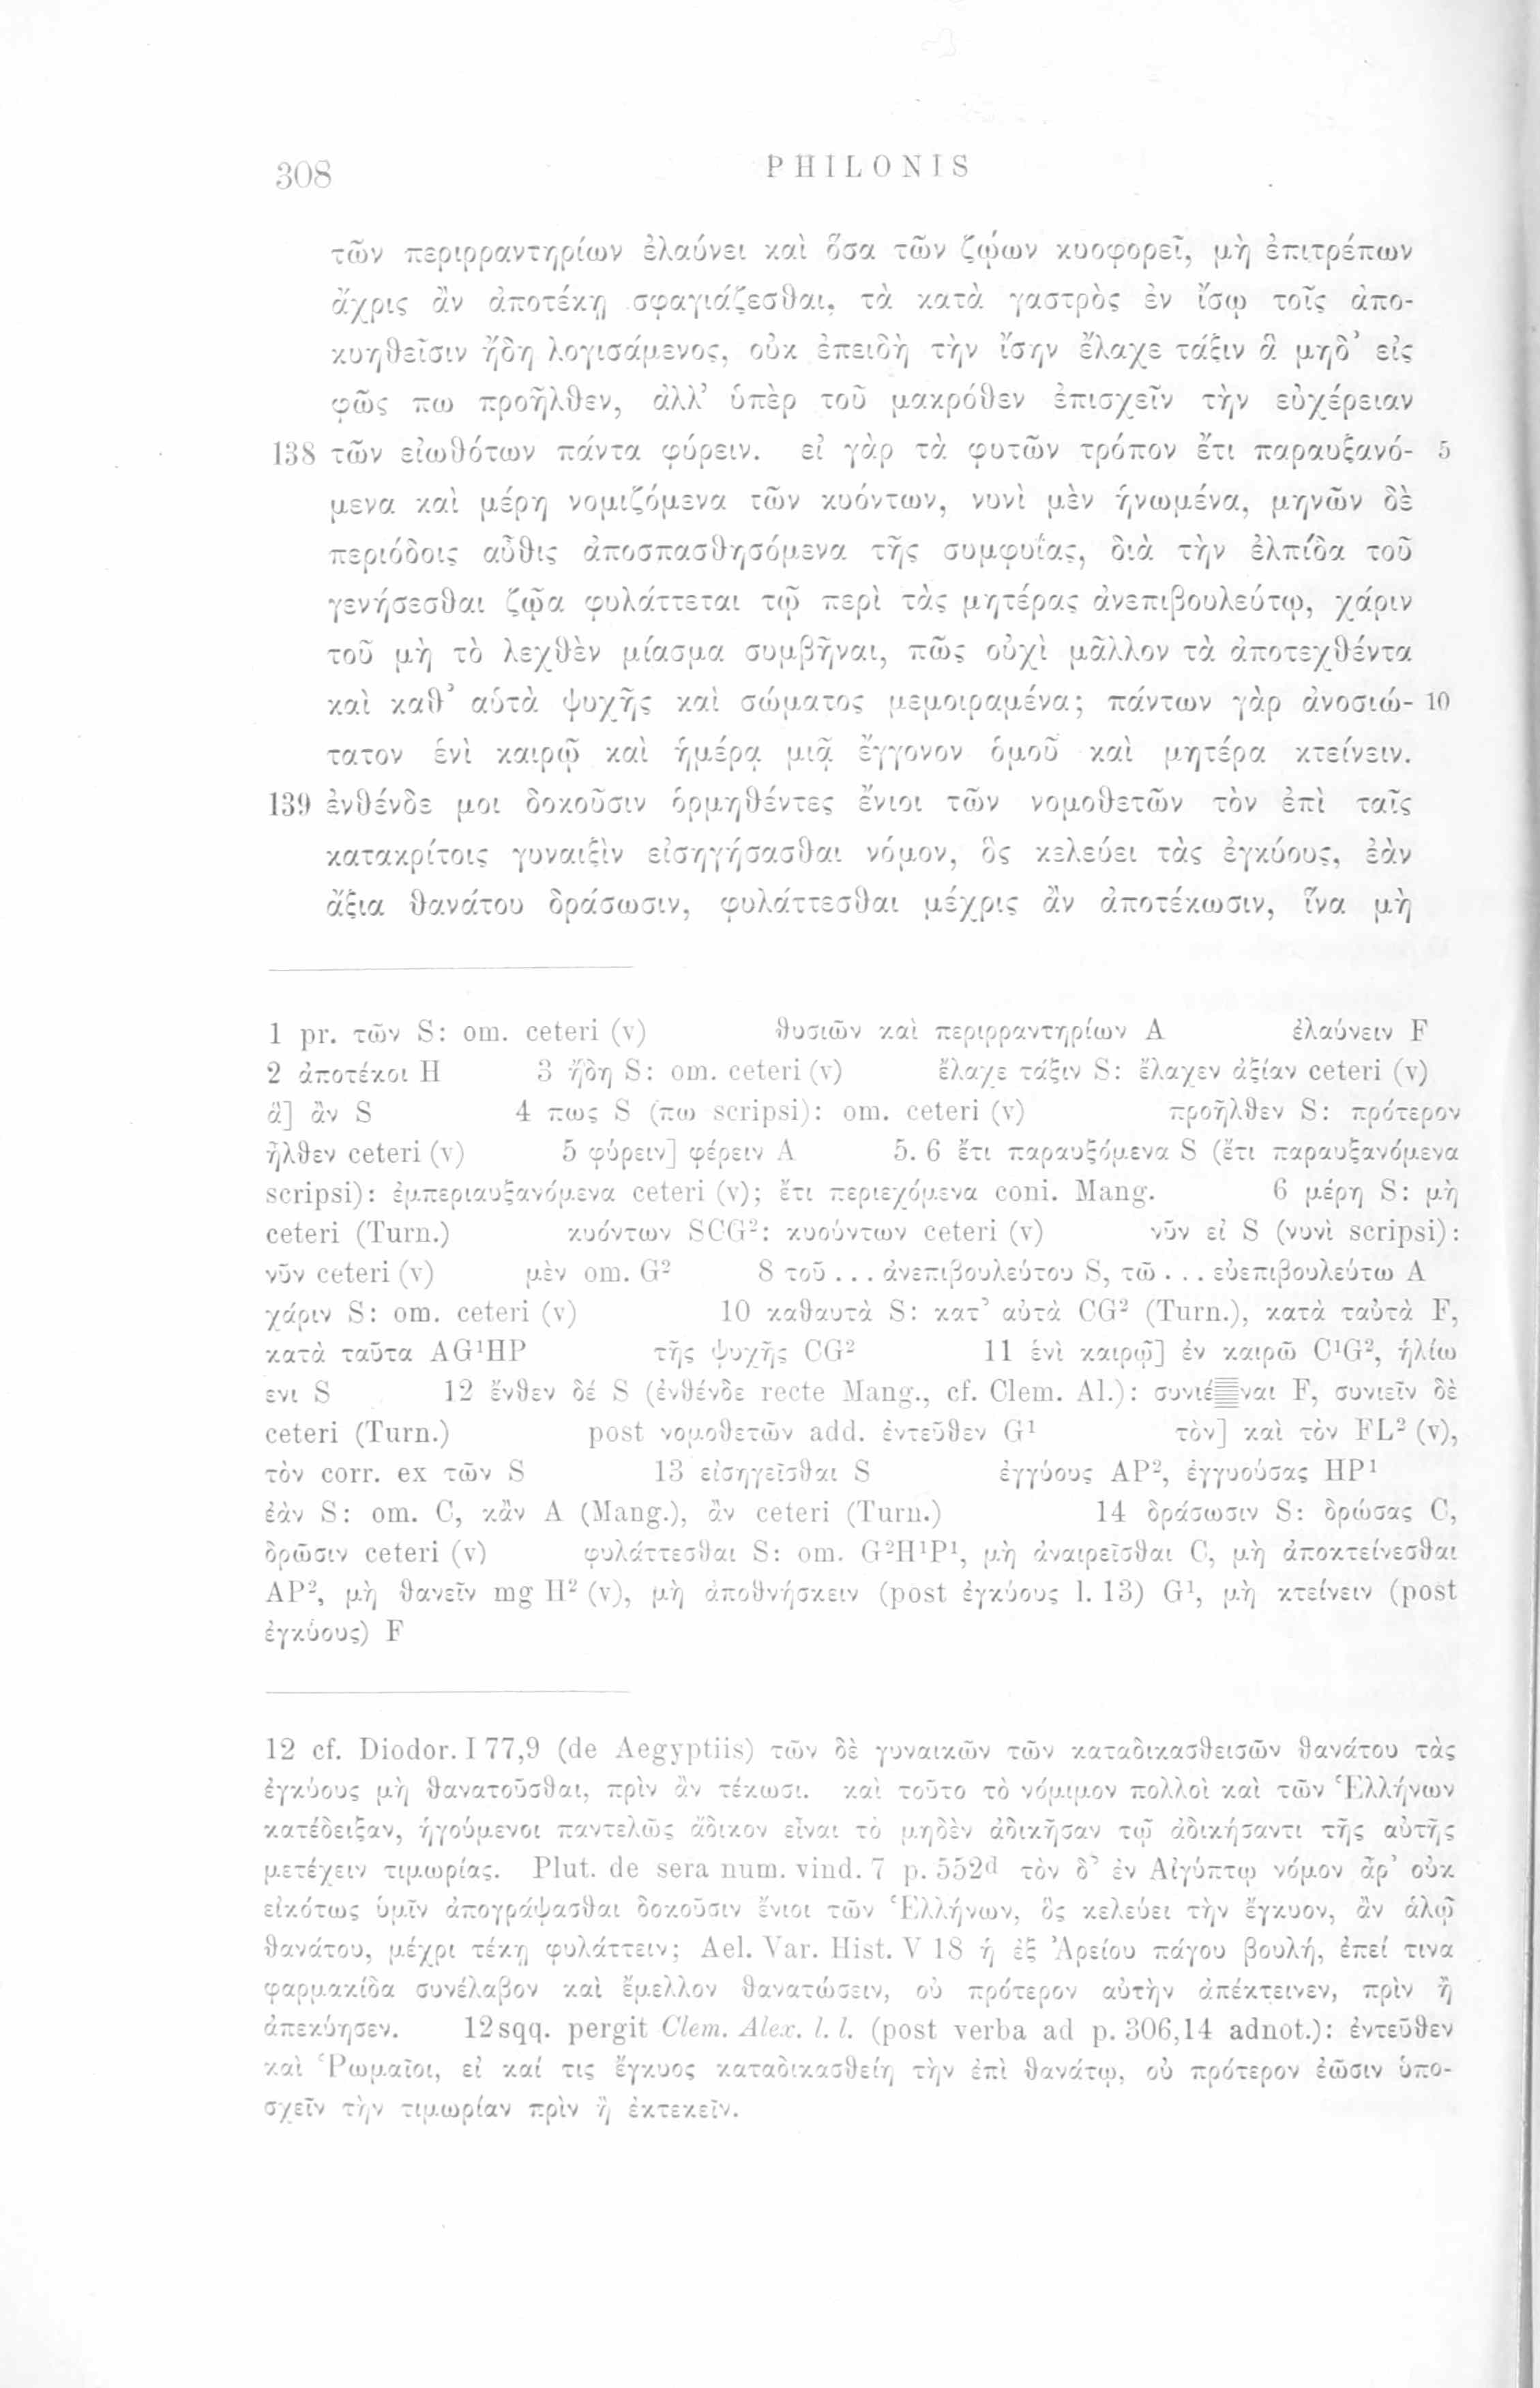 308
PHILONIS
τῶν περιρραντηρίων ἐλαύνει καὶ ὅσα τῶν ζῴων κυοφορεῖ, μὴ ἐπιτρέπων
ἄχρις ἂν ἀποτέκῃ σφαγιάζεσθαι, τὰ κατὰ γαστρὸς ἐν ἴσῳ τοῖς ἀπο-
κυηθεῖσιν ἤδη λογισάμενος, οὐκ ἐπειδὴ τὴν ἴσην ἔλαχε τάξιν ἃ μηδ’ εἰς
φῶς πω προῆλθεν, ἀλλ’ ὑπὲρ τοῦ μακρόθεν ἐπισχεῖν τὴν εὐχέρειαν
138 τῶν εἰωθότων πάντα φύρειν. εἰ γὰρ τὰ φυτῶν τρόπον ἔτι παραυξανό- 5
μενα καὶ μέρη νομιζόμενα τῶν κυόντων, νυνὶ μὲν ἡνωμένα, μηνῶν δὲ
περιόδοις αὖθις ἀποσπασθησόμενα τῆς συμφυΐας, διὰ τὴν ἐλπίδα τοῦ
γενήσεσθαι ζῷα φυλάττεται τῷ περὶ τὰς μητέρας ἀνεπιβουλεύτῳ, χάριν
τοῦ μὴ τὸ λεχθὲν μίασμα συμβῆναι, πῶς οὐχὶ μᾶλλον τὰ ἀποτεχθέντα
καὶ καθ’ αὑτὰ ψυχῆς καὶ σώματος μεμοιραμένα; πάντων γὰρ ἀνοσιώ- 10
τατον ἑνὶ καιρῷ καὶ ἡμέρᾳ μιᾷ ἔγγονον ὁμοῦ καὶ μητέρα κτείνειν.
139 ἐνθένδε μοι δοκοῦσιν ὁρμηθέντες ἔνιοι τῶν νομοθετῶν τὸν ἐπὶ ταῖς
κατακρίτοις γυναιξὶν εἰσηγήσασθαι νόμον, ὃς κελεύει τὰς ἐγκύους, ἐὰν
ἄξια θανάτου δράσωσιν, φυλάττεσθαι μέχρις ἂν ἀποτέκωσιν, ἵνα μὴ
1 pr. τῶν S: om. ceteri (v) θυσιῶν καὶ περιρραντηρίων A ἐλαύνειν F
2 ἀποτέκοι H 3 ἤδη S: om. ceteri (v) ἔλαχε τάξιν S: ἔλαχεν ἀξίαν ceteri (v)
ἃ] ἂν S 4 πως S (πω scripsi): om. ceteri (v) προῆλθεν S: πρότερον
ἦλθεν ceteri (v) 5 φύρειν] φέρειν A 5. 6 ἔτι παραυξόμενα S (ἔτι παραυξανόμενα
scripsi): ἐμπεριαυξανόμενα ceteri (v); ἔτι περιεχόμενα coni. Mang. 6 μέρη S: μὴ
ceteri (Turn.) κυόντων SCG²: κυούντων ceteri (v) νῦν εἰ S (νυνὶ scripsi):
νῦν ceteri (v) μὲν om. G² 8 τοῦ ... ἀνεπιβουλεύτου S, τῶ ... εὐεπιβουλεύτω A
χάριν S: om. ceteri (v) 10 καθαυτὰ S: κατ’ αὐτὰ CG² (Turn.), κατὰ ταὐτὰ F,
κατὰ ταῦτα AG¹HP τῆς ψυχῆς CG² 11 ἑνὶ καιρῷ] ἐν καιρῶ C¹G², ἡλίω
ενι S 12 ἔνθεν δέ S (ἐνθένδε recte Mang., cf. Clem. Al.): συνιέναι F, συνιεῖν δὲ
ceteri (Turn.) post νομοθετῶν add. ἐντεῦθεν G¹ τὸν] καὶ τὸν FL² (v),
τὸν corr. ex τῶν S 13 εἰσηγεῖσθαι S ἐγγύους AP², ἐγγυούσας HP¹
ἐὰν S: om. C, κἂν A (Mang.), ἂν ceteri (Turn.) 14 δράσωσιν S: δρώσας C,
δρῶσιν ceteri (v) φυλάττεσθαι S: om. G²H¹P¹, μὴ ἀναιρεῖσθαι C, μὴ ἀποκτείνεσθαι
AP², μὴ θανεῖν mg H² (v), μὴ ἀποθνήσκειν (post ἐγκύους l. 13) G¹, μὴ κτείνειν (post
ἐγκύους) F
12 cf. Diodor. I 77,9 (de Aegyptiis) τῶν δὲ γυναικῶν τῶν καταδικασθεισῶν θανάτου τὰς
ἐγκύους μὴ θανατοῦσθαι, πρὶν ἂν τέκωσι. καὶ τοῦτο τὸ νόμιμον πολλοὶ καὶ τῶν Ἑλλήνων
κατέδειξαν, ἡγούμενοι παντελῶς ἄδικον εἶναι τὸ μηδὲν ἀδικῆσαν τῷ ἀδικήσαντι τῆς αὐτῆς
μετέχειν τιμωρίας. Plut. de sera num. vind. 7 p. 552ᵈ τὸν δ’ ἐν Αἰγύπτῳ νόμον ἆρ’ οὐκ
εἰκότως ὑμῖν ἀπογράψασθαι δοκοῦσιν ἔνιοι τῶν Ἑλλήνων, ὃς κελεύει τὴν ἔγκυον, ἂν ἁλῷ
θανάτου, μέχρι τέκῃ φυλάττειν; Ael. Var. Hist. V 18 ἡ ἐξ Ἀρείου πάγου βουλή, ἐπεί τινα
φαρμακίδα συνέλαβον καὶ ἔμελλον θανατώσειν, οὐ πρότερον αὐτὴν ἀπέκτεινεν, πρὶν ἢ
ἀπεκύησεν. 12 sqq. pergit Clem. Alex. l. l. (post verba ad p. 306,14 adnot.): ἐντεῦθεν
καὶ Ῥωμαῖοι, εἰ καί τις ἔγκυος καταδικασθείη τὴν ἐπὶ θανάτῳ, οὐ πρότερον ἐῶσιν ὑπο-
σχεῖν τὴν τιμωρίαν πρὶν ἢ ἐκτεκεῖν.